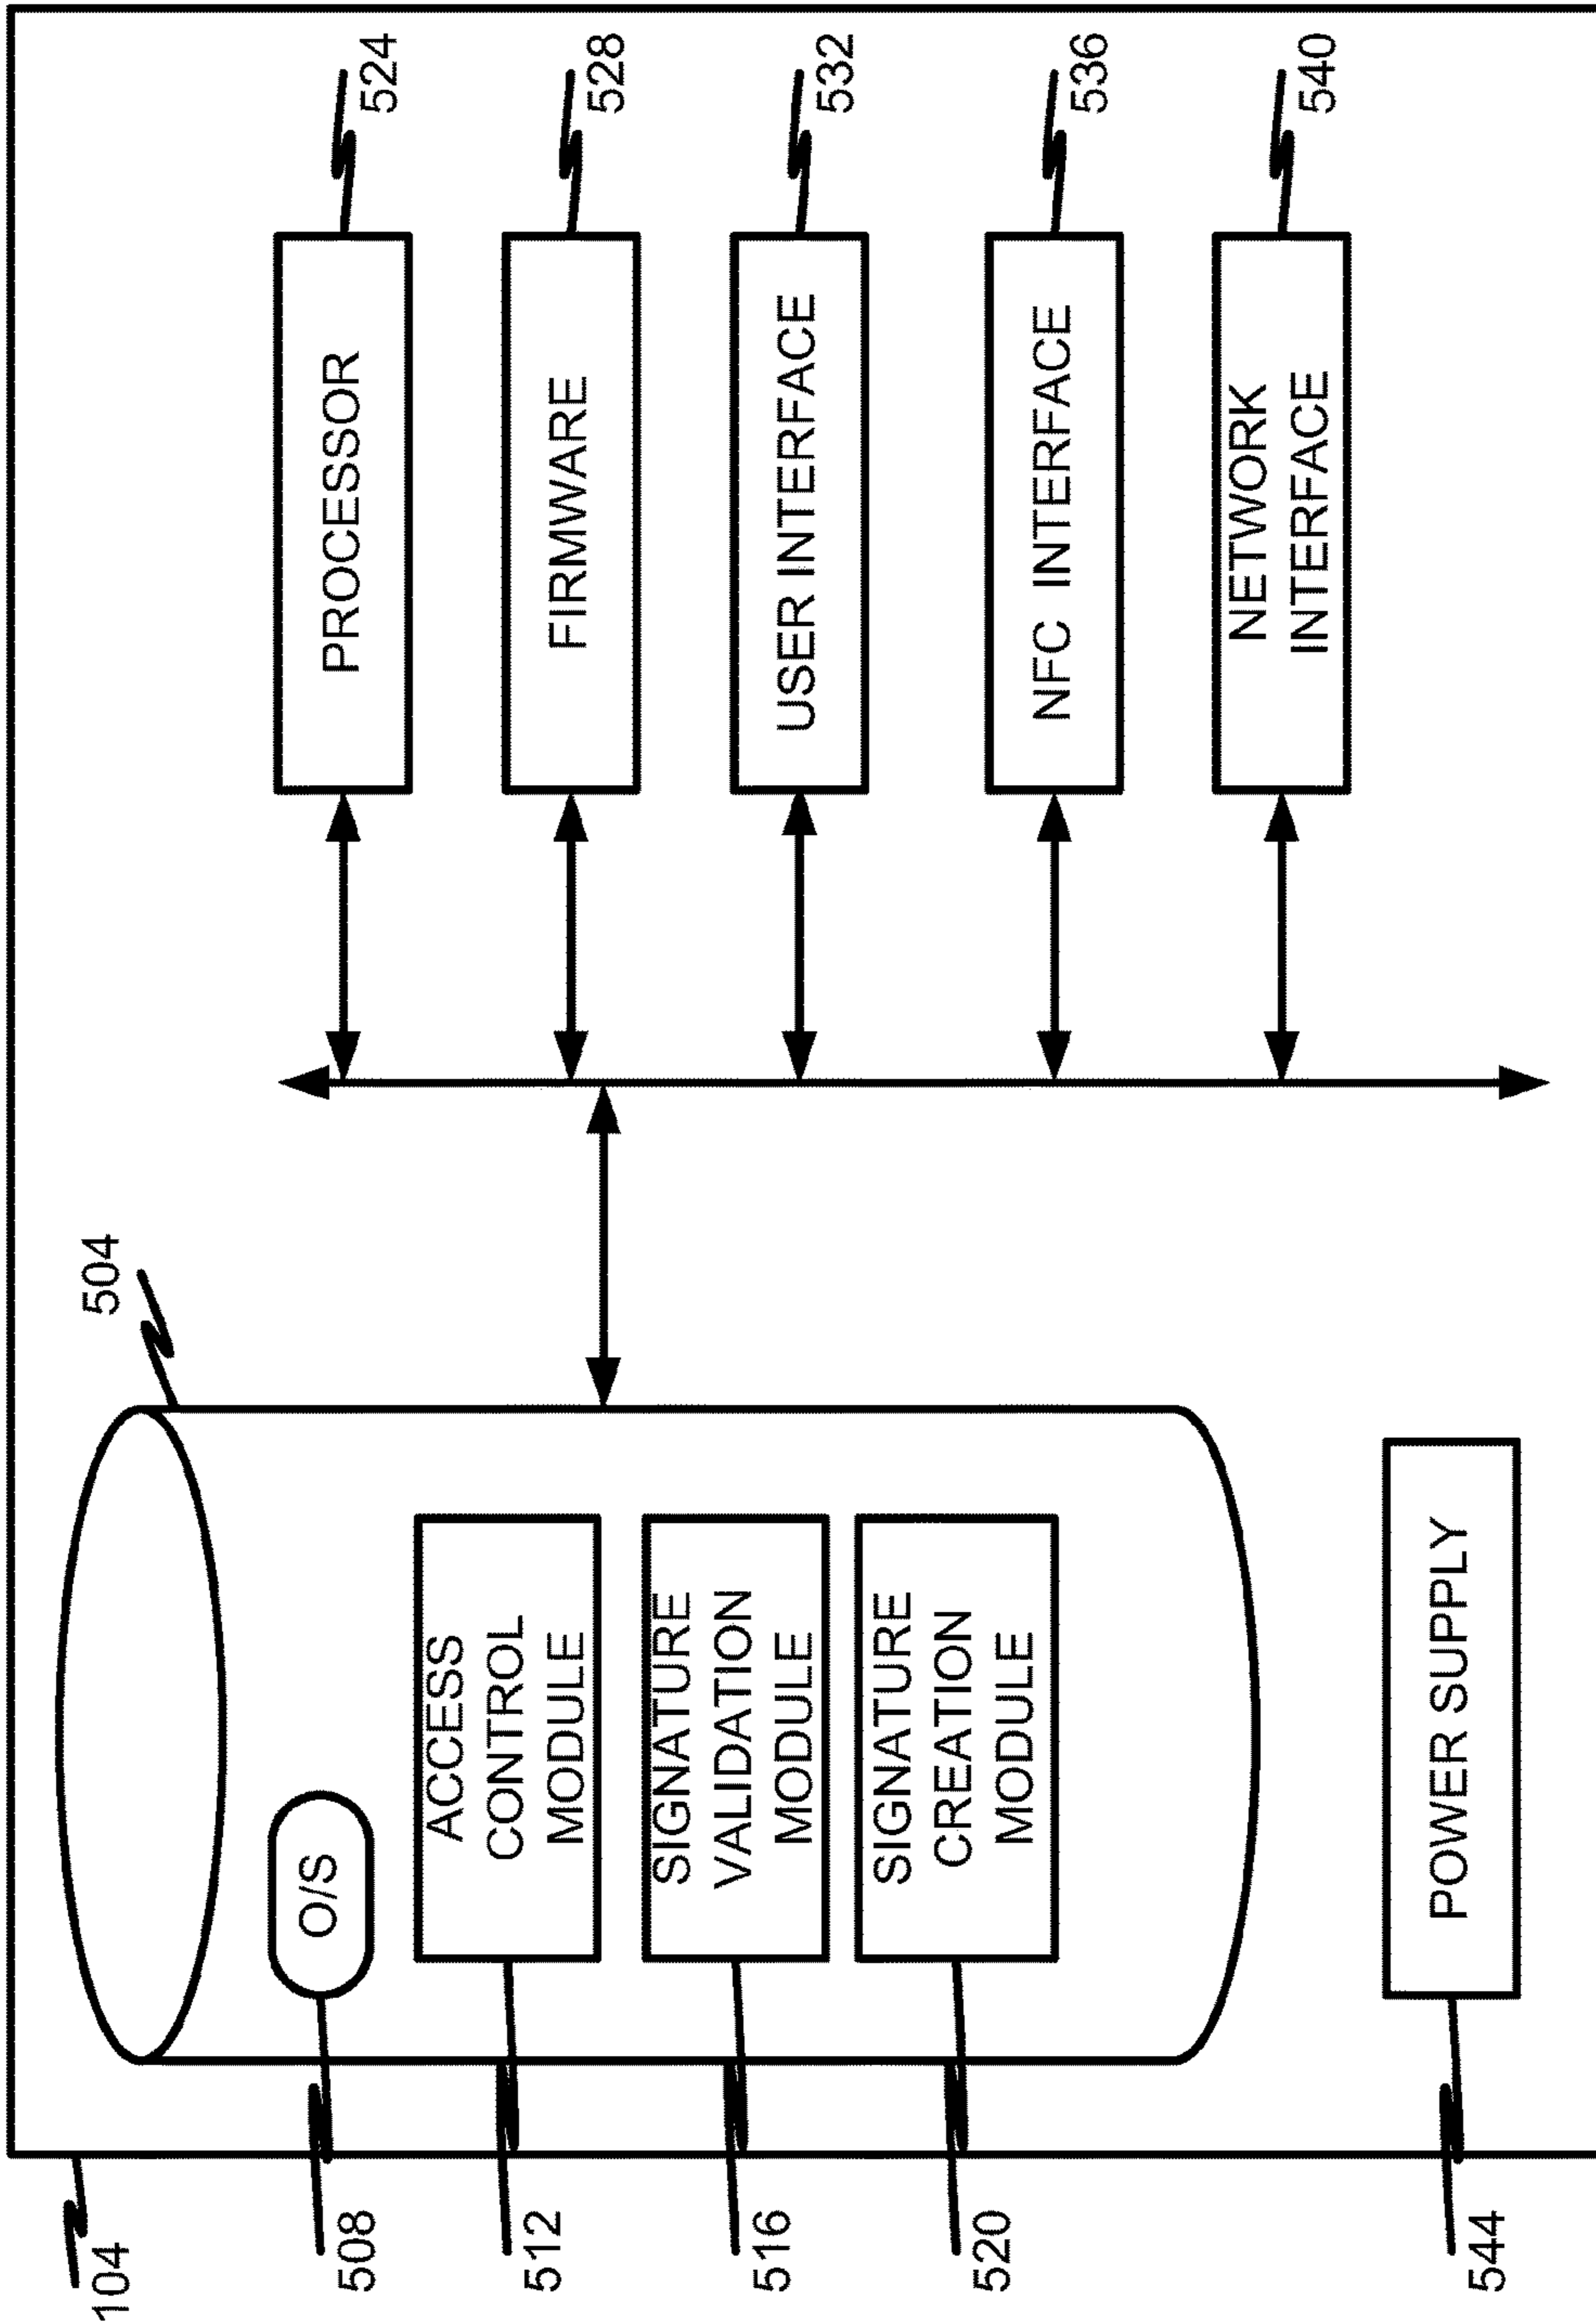 104
504
508
O/S
512
ACCESS
CONTROL
MODULE
516
SIGNATURE
VALIDATION
MODULE
520
SIGNATURE
CREATION
MODULE
544
POWER SUPPLY
PROCESSOR
524
FIRMWARE
528
USER INTERFACE
532
NFC INTERFACE
536
NETWORK
INTERFACE
540